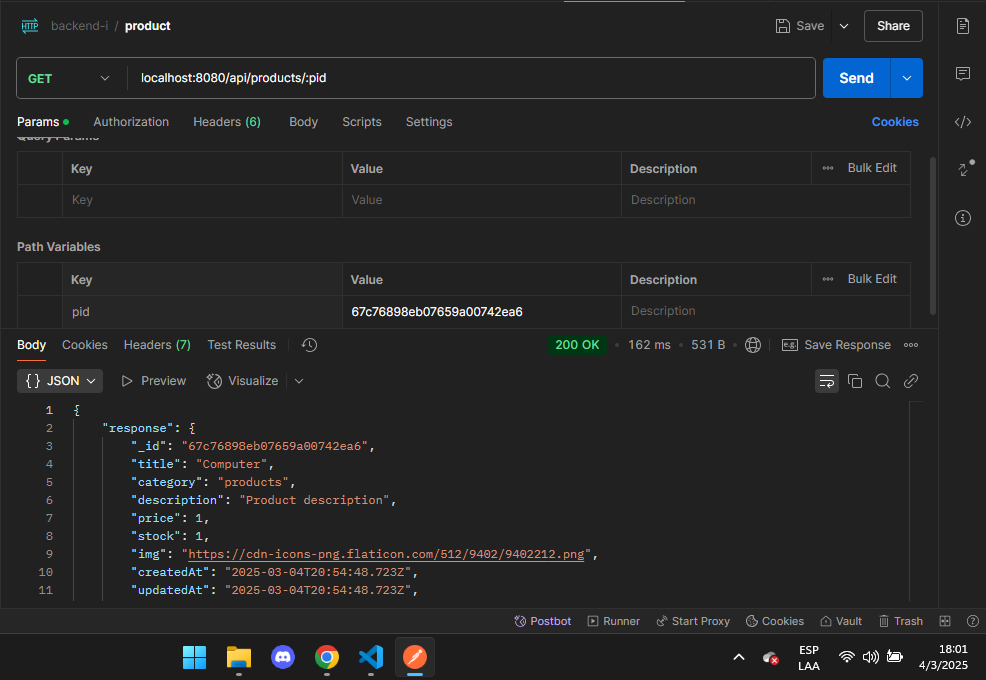 HTTP backend-i / product Save Share
GET localhost:8080/api/products/:pid Send
Params Authorization Headers (6) Body Scripts Settings Cookies
Query Params
Key Value Description Bulk Edit
Key Value Description
Path Variables
Key Value Description Bulk Edit
pid 67c76898eb07659a00742ea6 Description
Body Cookies Headers (7) Test Results 200 OK 162 ms 531 B e.g. Save Response
{} JSON Preview Visualize
1 {
2 "response": {
3 "_id": "67c76898eb07659a00742ea6",
4 "title": "Computer",
5 "category": "products",
6 "description": "Product description",
7 "price": 1,
8 "stock": 1,
9 "img": "https://cdn-icons-png.flaticon.com/512/9402/9402212.png",
10 "createdAt": "2025-03-04T20:54:48.723Z",
11 "updatedAt": "2025-03-04T20:54:48.723Z",
Postbot Runner Start Proxy Cookies Vault Trash
ESP 18:01
LAA 4/3/2025